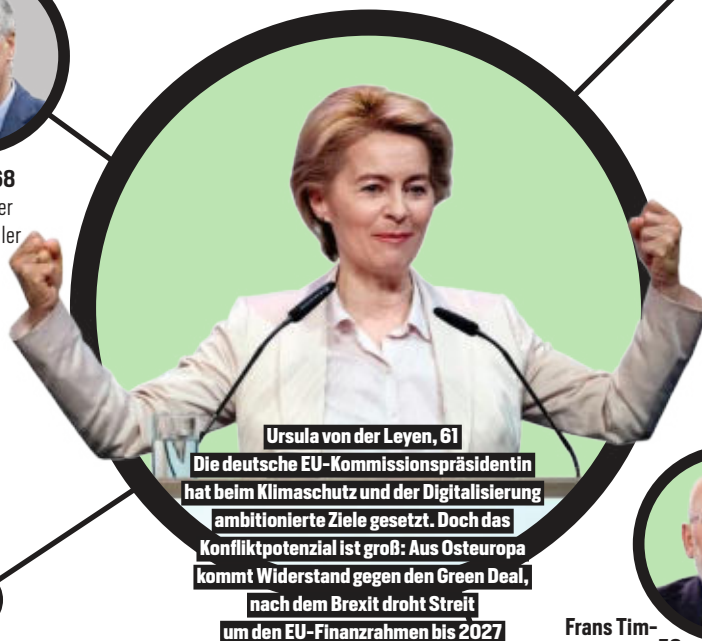 68
er
ler
Ursula von der Leyen, 61
Die deutsche EU-Kommissionspräsidentin
hat beim Klimaschutz und der Digitalisierung
ambitionierte Ziele gesetzt. Doch das
Konfliktpotenzial ist groß: Aus Osteuropa
kommt Widerstand gegen den Green Deal,
nach dem Brexit droht Streit
um den EU-Finanzrahmen bis 2027
Frans Tim-